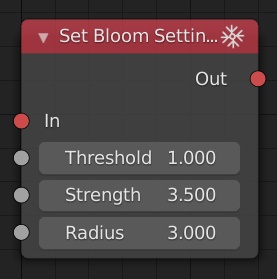 Set Bloom Settin...
Out
In
Threshold 1.000
Strength 3.500
Radius 3.000